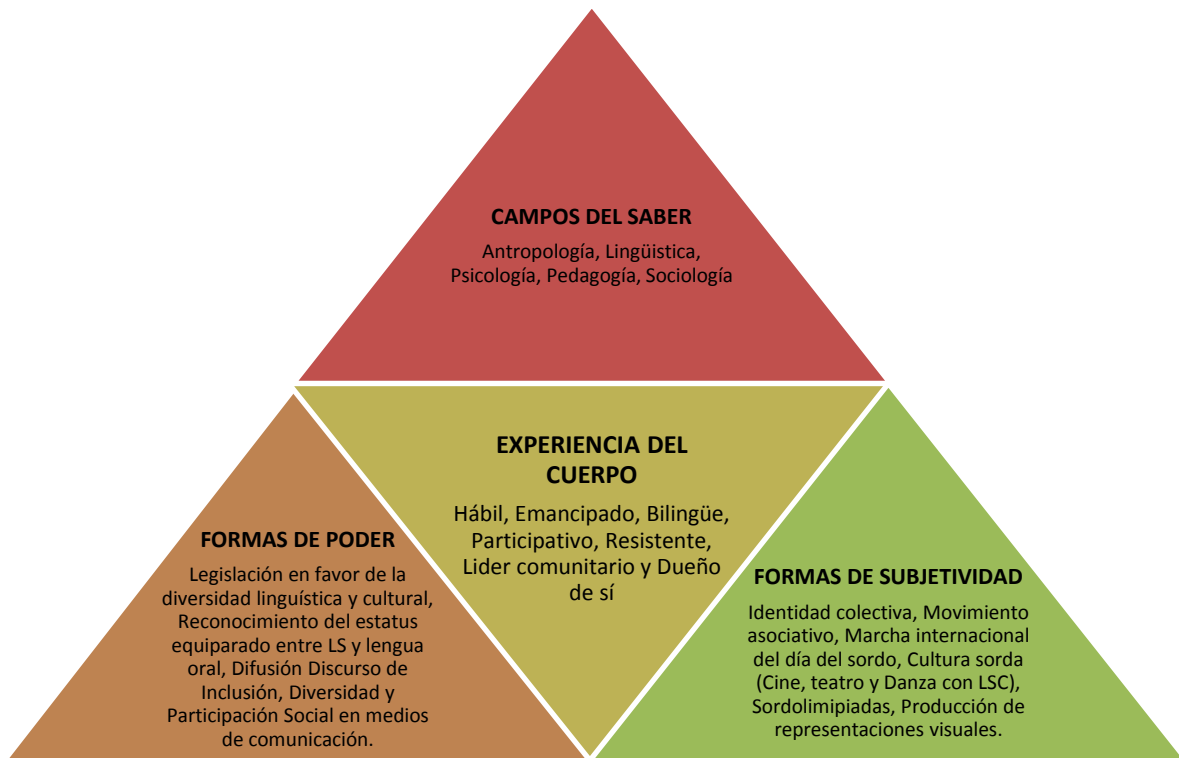 CAMPOS DEL SABER
Antropología, Lingüistica,
Psicología, Pedagogía, Sociología
EXPERIENCIA DEL
CUERPO
Hábil, Emancipado, Bilingüe,
Participativo, Resistente,
Lider comunitario y Dueño
de sí
FORMAS DE PODER
Legislación en favor de la
diversidad linguística y cultural,
Reconocimiento del estatus
equiparado entre LS y lengua
oral, Difusión Discurso de
Inclusión, Diversidad y
Participación Social en medios
de comunicación.
FORMAS DE SUBJETIVIDAD
Identidad colectiva, Movimiento
asociativo, Marcha internacional
del día del sordo, Cultura sorda
(Cine, teatro y Danza con LSC),
Sordolimipiadas, Producción de
representaciones visuales.